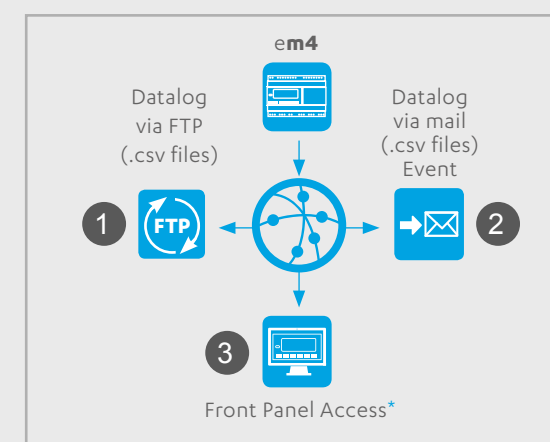 em4
Datalog
via FTP
(.csv files)
Datalog
via mail
(.csv files)
Event
1
FTP
2
3
Front Panel Access*